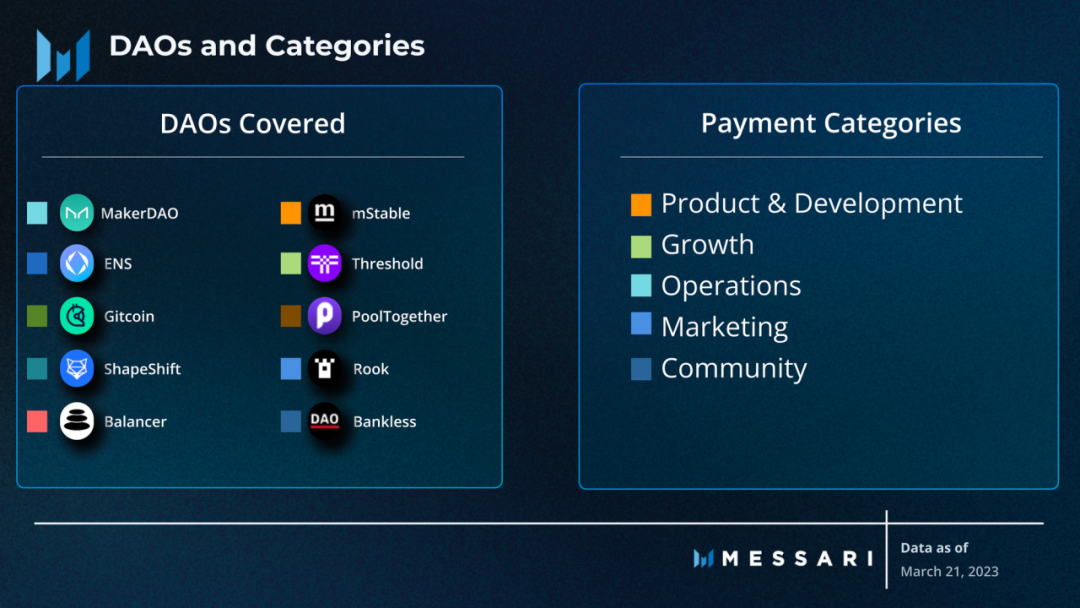 DAOs and Categories
DAOs Covered
MakerDAO
ENS
Gitcoin
ShapeShift
Balancer
m mStable
Threshold
PoolTogether
Rook
DAO Bankless
Payment Categories
Product & Development
Growth
Operations
Marketing
Community
MESSARI
Data as of
March 21, 2023